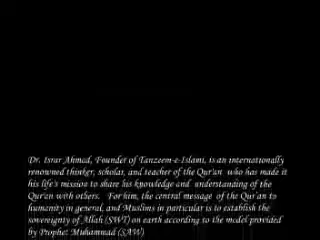 Dr. Israr Ahmad, Founder of Tanzeem-e-Islami, is an internationally
renowned thinker, scholar, and teacher of the Qur'an who has made it
his life's mission to share his knowledge and understanding of the
Qur'an with others. For him, the central message of the Qur'an to
humanity in general, and Muslims in particular is to establish the
sovereignty of Allah (SWT) on earth according to the model provided
by Prophet Muhammad (SAW)